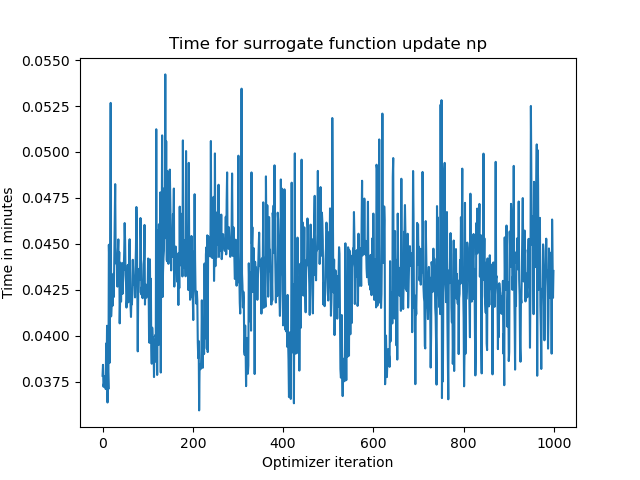 Time for surrogate function update np
0.0550
0.0525
0.0500
0.0475
0.0450
0.0425
0.0400
0.0375
Time in minutes
0 200 400 600 800 1000
Optimizer iteration